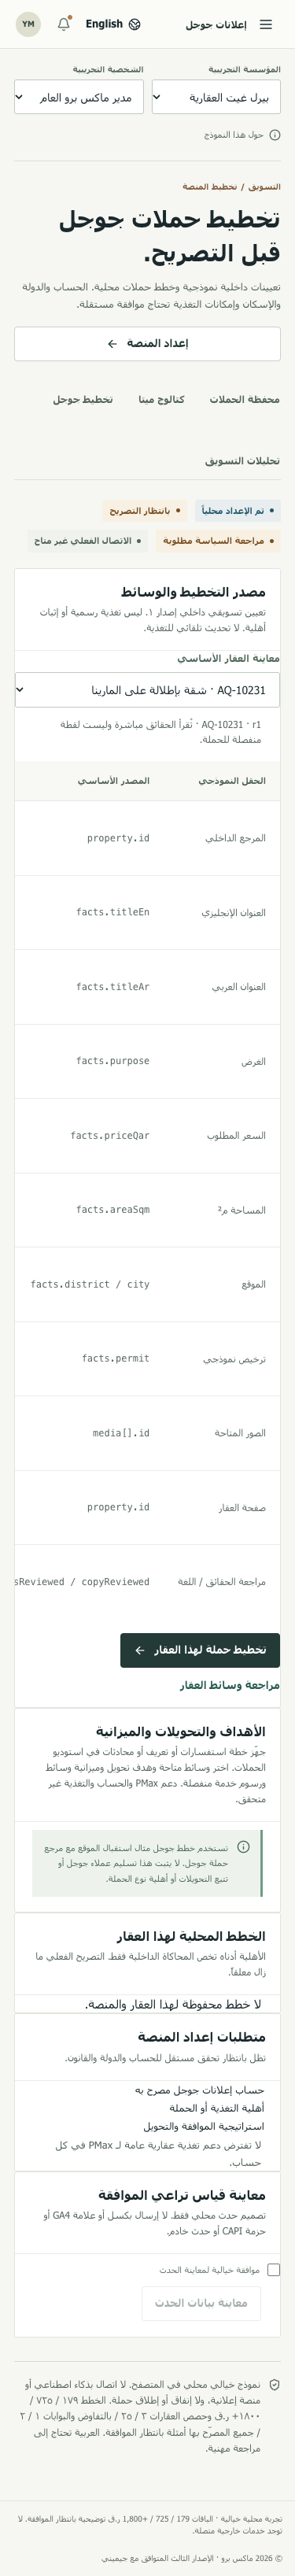 إعلانات جوجل
English
YM
المؤسسة التجريبية
الشخصية التجريبية
بيرل غيت العقارية
مدير ماكس برو العام
حول هذا النموذج
التسويق / تخطيط المنصة
تخطيط حملات جوجل
قبل التصريح.
تعيينات داخلية نموذجية وخطط حملات محلية. الحساب والدولة
والإسكان وإمكانات التغذية تحتاج موافقة مستقلة.
إعداد المنصة
محفظة الحملات
كتالوج ميتا
تخطيط جوجل
تحليلات التسويق
تم الإعداد محلياً
بانتظار التصريح
مراجعة السياسة مطلوبة
الاتصال الفعلي غير متاح
مصدر التخطيط والوسائط
تعيين تسويقي داخلي إصدار ١. ليس تغذية رسمية أو إثبات
أهلية. لا تحديث تلقائي للتغذية.
معاينة العقار الأساسي
AQ-10231 · شقة بإطلالة على المارينا
AQ-10231 · r1 · تُقرأ الحقائق مباشرة وليست لقطة
منفصلة للحملة.
الحقل النموذجي
المصدر الأساسي
المرجع الداخلي
property.id
العنوان الإنجليزي
facts.titleEn
العنوان العربي
facts.titleAr
الغرض
facts.purpose
السعر المطلوب
facts.priceQar
المساحة م²
facts.areaSqm
الموقع
facts.district / city
ترخيص نموذجي
facts.permit
الصور المتاحة
media[].id
صفحة العقار
property.id
مراجعة الحقائق / اللغة
sReviewed / copyReviewed
تخطيط حملة لهذا العقار
مراجعة وسائط العقار
الأهداف والتحويلات والميزانية
جهّز خطة استفسارات أو تعريف أو محادثات في استوديو
الحملات. اختر وسائط متاحة وهدف تحويل وميزانية وسائط
ورسوم خدمة منفصلة. دعم PMax والحساب والتغذية غير
متحقق.
تستخدم خطط جوجل مثال استقبال الموقع مع مرجع
حملة جوجل. لا يثبت هذا تسليم عملاء جوجل أو
تتبع التحويلات أو أهلية نوع الحملة.
الخطط المحلية لهذا العقار
الأهلية أدناه تخص المحاكاة الداخلية فقط. التصريح الفعلي ما
زال معلقاً.
لا خطط محفوظة لهذا العقار والمنصة.
متطلبات إعداد المنصة
تظل بانتظار تحقق مستقل للحساب والدولة والقانون.
حساب إعلانات جوجل مصرح به
أهلية التغذية أو الحملة
استراتيجية الموافقة والتحويل
لا تفترض دعم تغذية عقارية عامة لـ PMax في كل
حساب.
معاينة قياس تراعي الموافقة
تصميم حدث محلي فقط. لا إرسال بكسل أو علامة GA4 أو
حزمة CAPI أو حدث خادم.
موافقة خيالية لمعاينة الحدث
معاينة بيانات الحدث
نموذج خيالي محلي في المتصفح. لا اتصال بذكاء اصطناعي أو
منصة إعلانية، ولا إنفاق أو إطلاق حملة. الخطط ١٧٩ / ٧٢٥ /
١٨٠٠+ ر.ق وحصص العقارات ٣ / ٢٥ / بالتفاوض والبوابات ١ / ٢
/ جميع المصرّح بها أمثلة بانتظار الموافقة. العربية تحتاج إلى
مراجعة مهنية.
تجربة محلية خيالية · الباقات 179 / 725 / +1,800 ر.ق توضيحية بانتظار الموافقة. لا
توجد خدمات خارجية متصلة.
© 2026 ماكس برو · الإصدار الثالث المتوافق مع جيميني